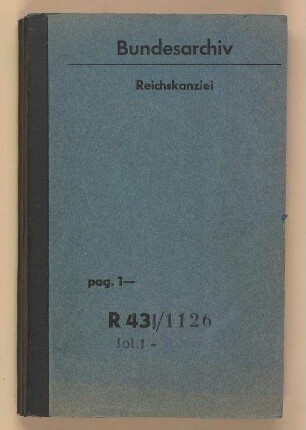 Bundesarchiv
Reichskanzlei
pag. 1—
R 43I/1126
fol.1 -